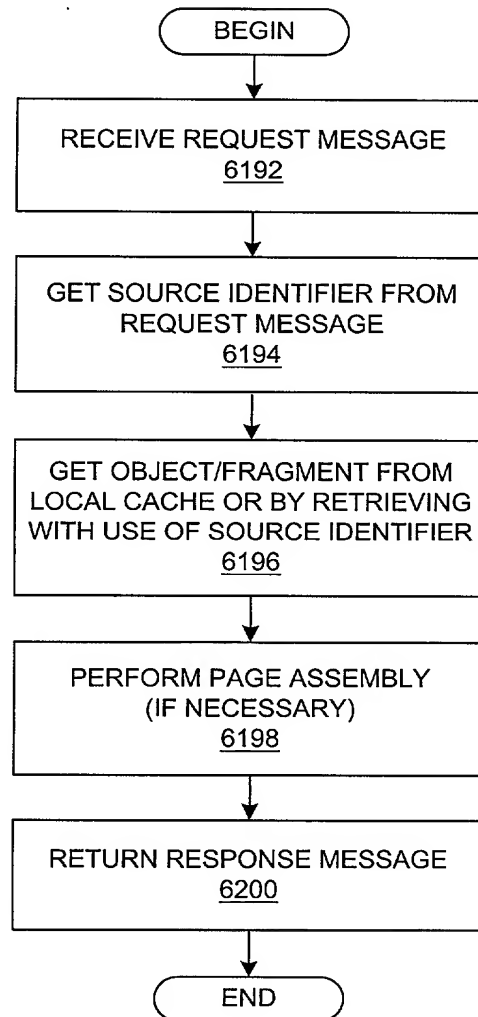 BEGIN
RECEIVE REQUEST MESSAGE
6192
GET SOURCE IDENTIFIER FROM
REQUEST MESSAGE
6194
GET OBJECT/FRAGMENT FROM
LOCAL CACHE OR BY RETRIEVING
WITH USE OF SOURCE IDENTIFIER
6196
PERFORM PAGE ASSEMBLY
(IF NECESSARY)
6198
RETURN RESPONSE MESSAGE
6200
END